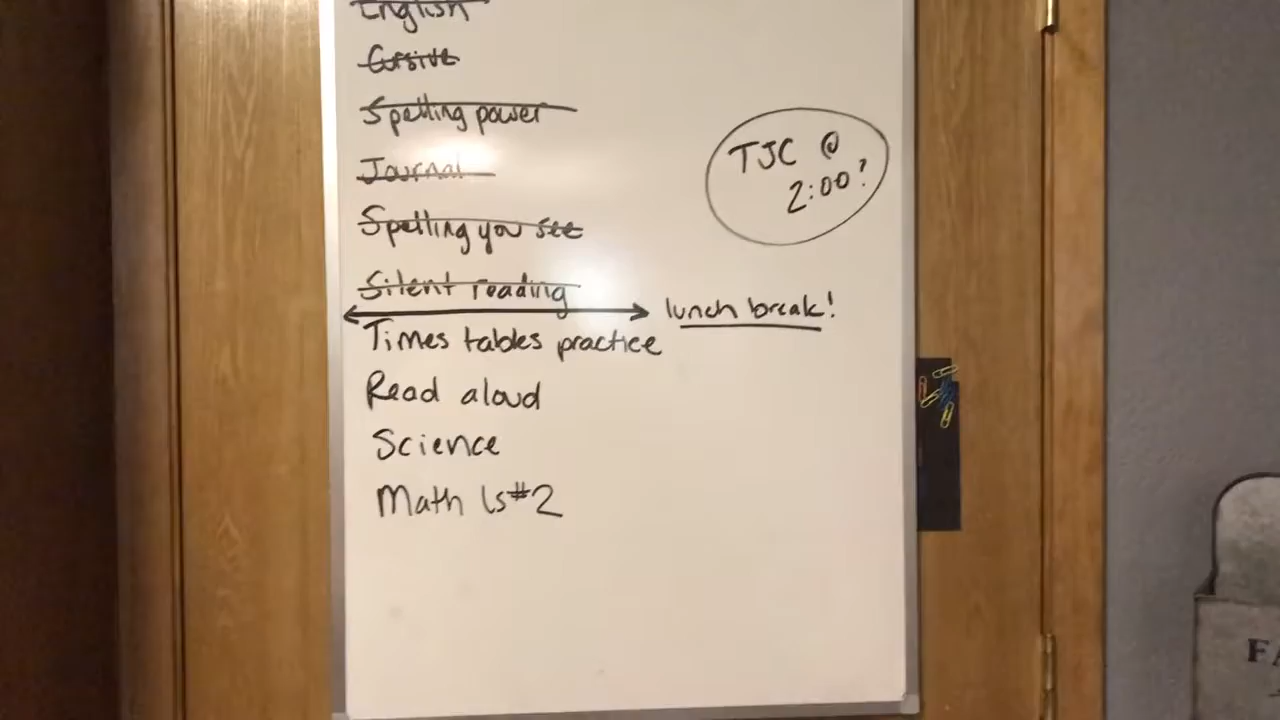 English
Cursive
Spelling power
Journal
Spelling you see
Silent reading
Times tables practice
Read aloud
Science
Math ls#2
TJC @
2:00!
lunch break!